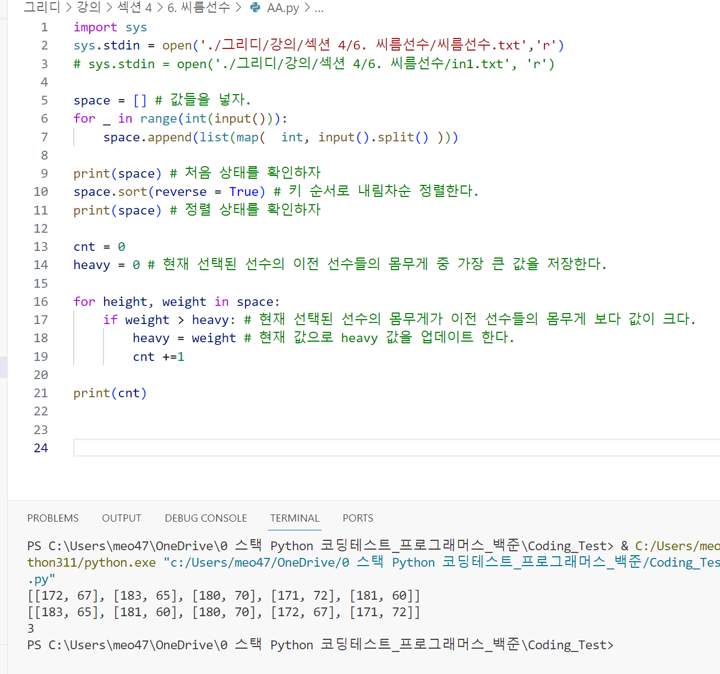 그리디 > 강의 > 섹션 4 > 6. 씨름선수 > AA.py > ...
1 import sys
2 sys.stdin = open('./그리디/강의/섹션 4/6. 씨름선수/씨름선수.txt','r')
3 # sys.stdin = open('./그리디/강의/섹션 4/6. 씨름선수/in1.txt', 'r')
4
5 space = [] # 값들을 넣자.
6 for _ in range(int(input())):
7 space.append(list(map(  int, input().split() )))
8
9 print(space) # 처음 상태를 확인하자
10 space.sort(reverse = True) # 키 순서로 내림차순 정렬한다.
11 print(space) # 정렬 상태를 확인하자
12
13 cnt = 0
14 heavy = 0 # 현재 선택된 선수의 이전 선수들의 몸무게 중 가장 큰 값을 저장한다.
15
16 for height, weight in space:
17 if weight > heavy: # 현재 선택된 선수의 몸무게가 이전 선수들의 몸무게 보다 값이 크다.
18 heavy = weight # 현재 값으로 heavy 값을 업데이트 한다.
19 cnt +=1
20
21 print(cnt)
22
23
24
PROBLEMS OUTPUT DEBUG CONSOLE TERMINAL PORTS
PS C:\Users\meo47\OneDrive\0 스택 Python 코딩테스트_프로그래머스_백준\Coding_Test> & C:/Users/meo
thon311/python.exe "c:/Users/meo47/OneDrive/0 스택 Python 코딩테스트_프로그래머스_백준/Coding_Tes
.py"
[[172, 67], [183, 65], [180, 70], [171, 72], [181, 60]]
[[183, 65], [181, 60], [180, 70], [172, 67], [171, 72]]
3
PS C:\Users\meo47\OneDrive\0 스택 Python 코딩테스트_프로그래머스_백준\Coding_Test>